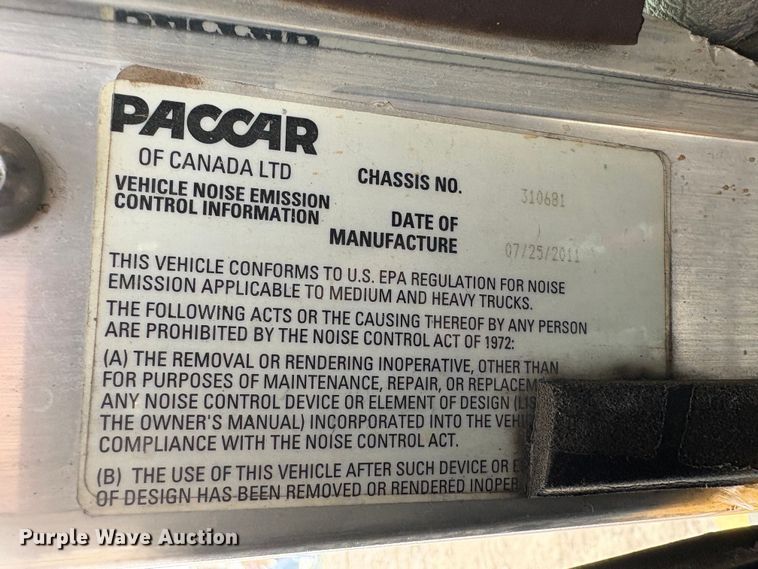 PACCAR
OF CANADA LTD
VEHICLE NOISE EMISSION
CONTROL INFORMATION
CHASSIS NO. 310681
DATE OF
MANUFACTURE 07/25/2011
THIS VEHICLE CONFORMS TO U.S. EPA REGULATION FOR NOISE
EMISSION APPLICABLE TO MEDIUM AND HEAVY TRUCKS.
THE FOLLOWING ACTS OR THE CAUSING THEREOF BY ANY PERSON
ARE PROHIBITED BY THE NOISE CONTROL ACT OF 1972:
(A) THE REMOVAL OR RENDERING INOPERATIVE, OTHER THAN
FOR PURPOSES OF MAINTENANCE, REPAIR, OR
ANY NOISE CONTROL DEVICE OR ELEMENT OF DESIGN
THE OWNER'S MANUAL) INCORPORATED INTO THE
COMPLIANCE WITH THE NOISE CONTROL ACT.
(B) THE USE OF THIS VEHICLE AFTER SUCH DEVICE OR
OF DESIGN HAS BEEN REMOVED OR RENDERED
Purple Wave Auction